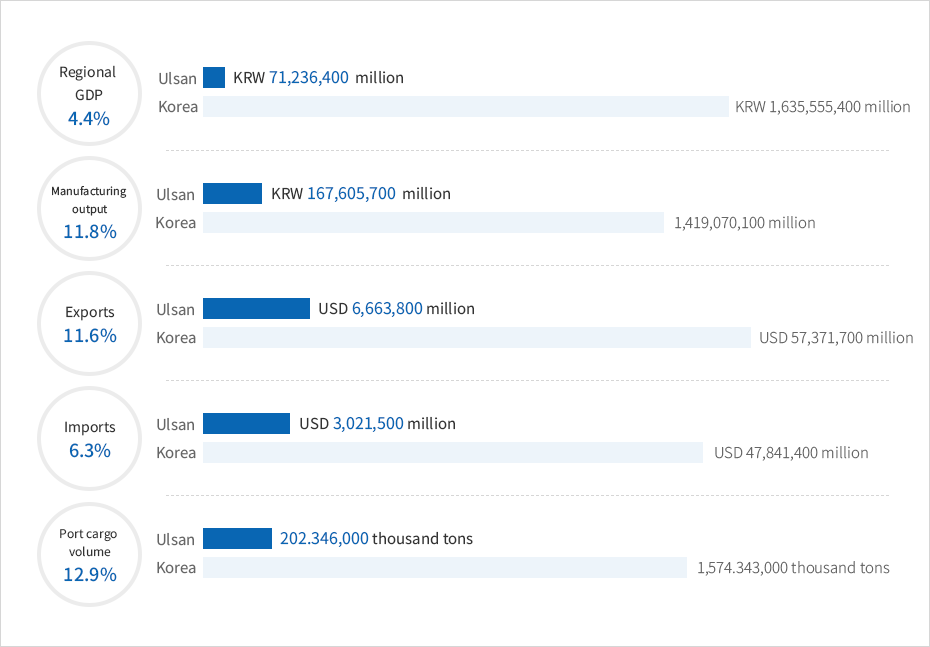 Regional
GDP
4.4%
Ulsan KRW 71,236,400 million
Korea KRW 1,635,555,400 million
Manufacturing
output
11.8%
Ulsan KRW 167,605,700 million
Korea 1,419,070,100 million
Exports
11.6%
Ulsan USD 6,663,800 million
Korea USD 57,371,700 million
Imports
6.3%
Ulsan USD 3,021,500 million
Korea USD 47,841,400 million
Port cargo
volume
12.9%
Ulsan 202.346,000 thousand tons
Korea 1,574.343,000 thousand tons